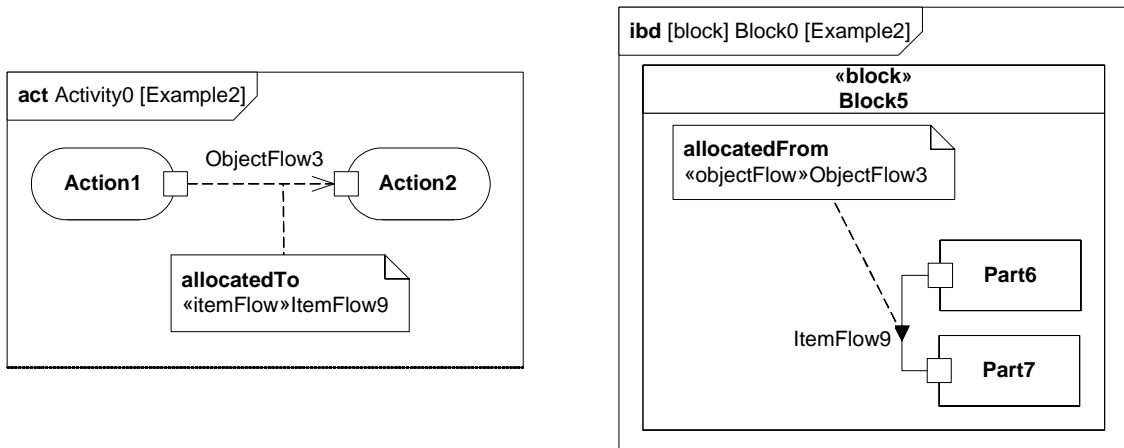 act Activity0 [Example2]
ObjectFlow3
Action1
Action2
allocatedTo
«itemFlow»ItemFlow9
ibd [block] Block0 [Example2]
«block»
Block5
allocatedFrom
«objectFlow»ObjectFlow3
Part6
ItemFlow9
Part7